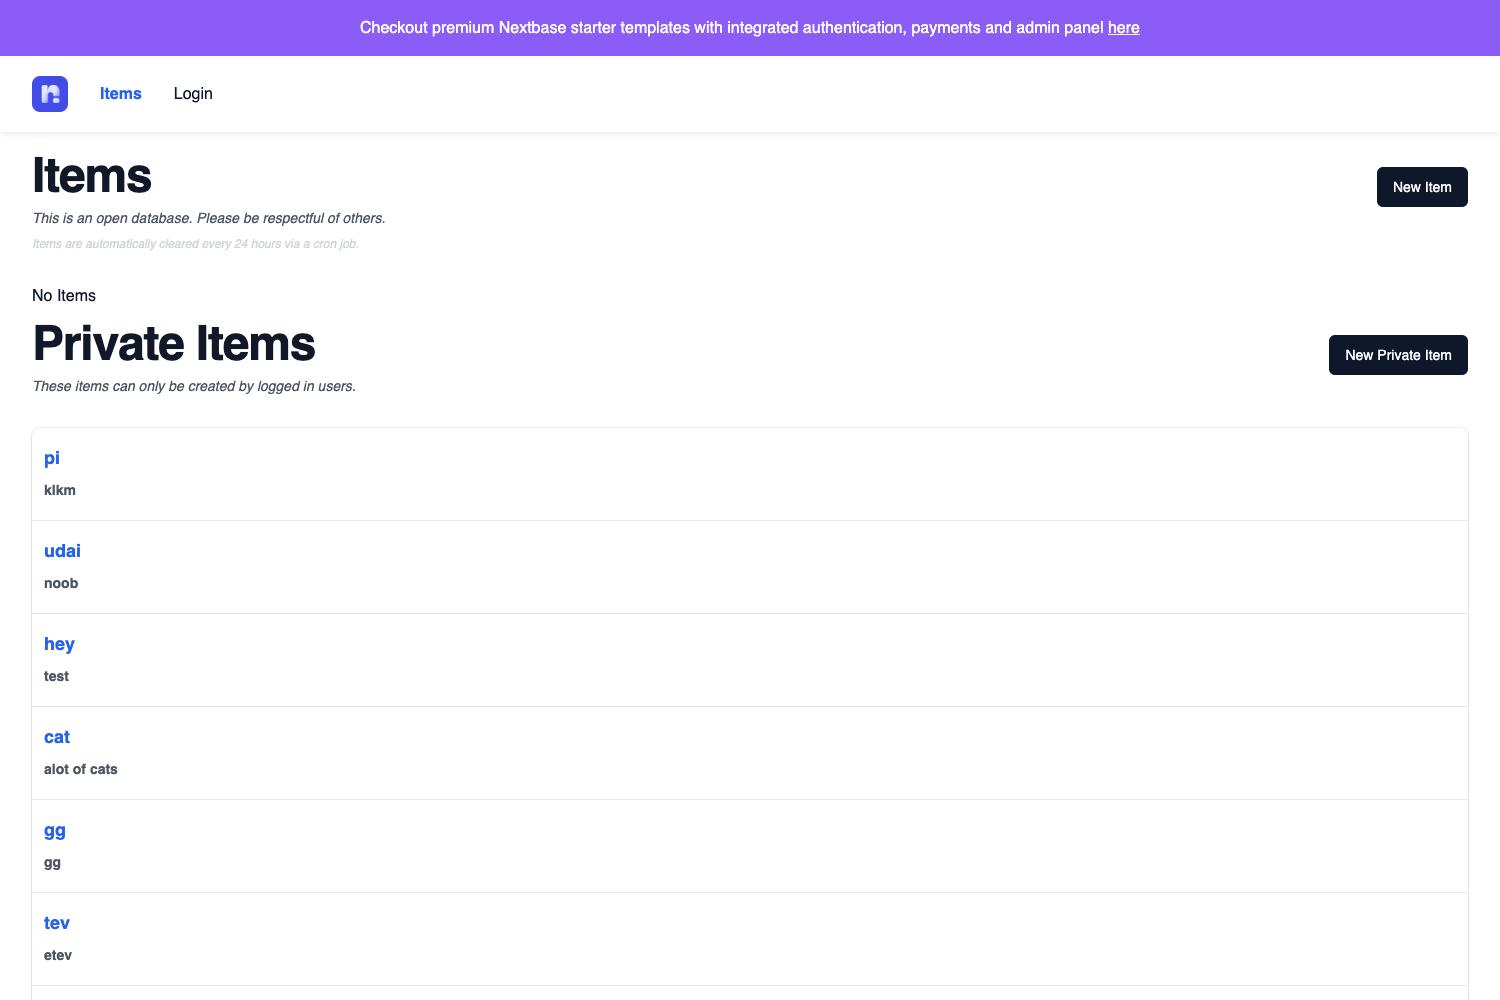 Checkout premium Nextbase starter templates with integrated authentication, payments and admin panel here
n.
Items
Login
Items
New Item
This is an open database. Please be respectful of others.
Items are automatically cleared every 24 hours via a cron job.
No Items
Private Items
New Private Item
These items can only be created by logged in users.
pi
klkm
udai
noob
hey
test
cat
alot of cats
gg
gg
tev
etev